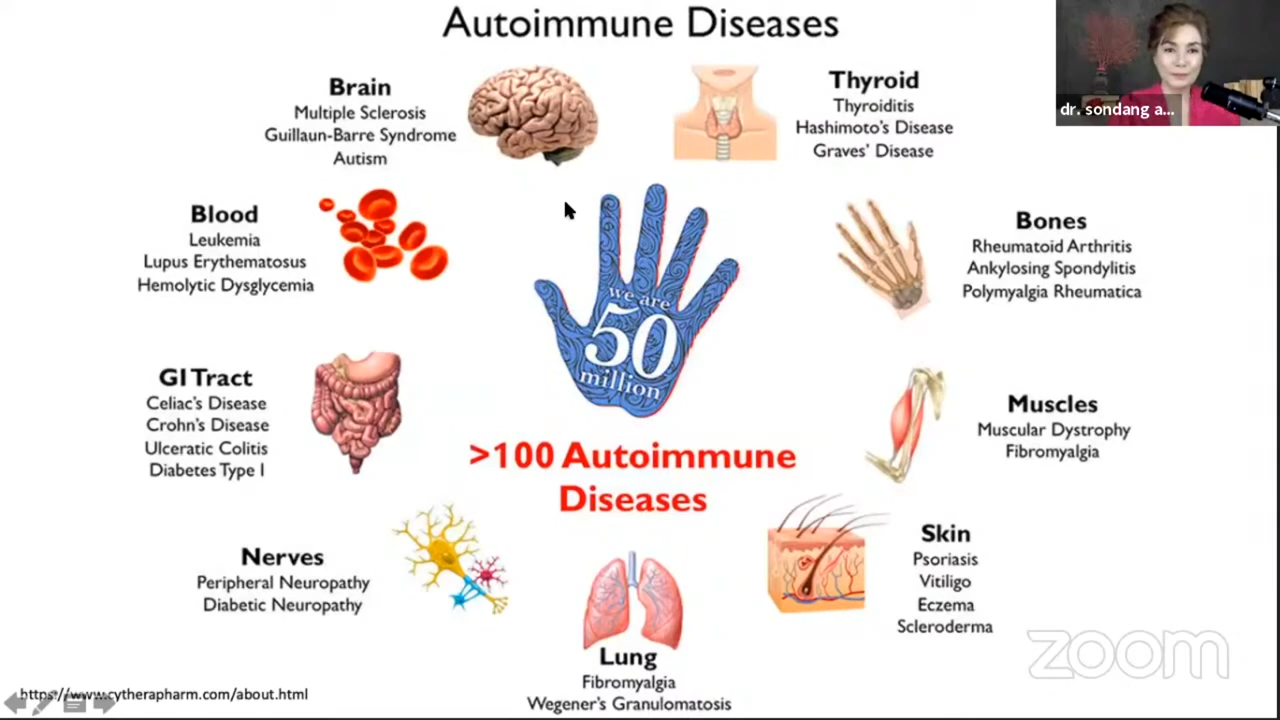 Autoimmune Diseases
dr. sondang a...
Brain
Multiple Sclerosis
Guillaun-Barre Syndrome
Autism
Thyroid
Thyroiditis
Hashimoto's Disease
Graves' Disease
Blood
Leukemia
Lupus Erythematosus
Hemolytic Dysglycemia
we are
50
million
Bones
Rheumatoid Arthritis
Ankylosing Spondylitis
Polymyalgia Rheumatica
GI Tract
Celiac's Disease
Crohn's Disease
Ulceratic Colitis
Diabetes Type I
>100 Autoimmune
Diseases
Muscles
Muscular Dystrophy
Fibromyalgia
Nerves
Peripheral Neuropathy
Diabetic Neuropathy
Skin
Psoriasis
Vitiligo
Eczema
Scleroderma
Lung
Fibromyalgia
Wegener's Granulomatosis
zoom
https://www.cytherapharm.com/about.html